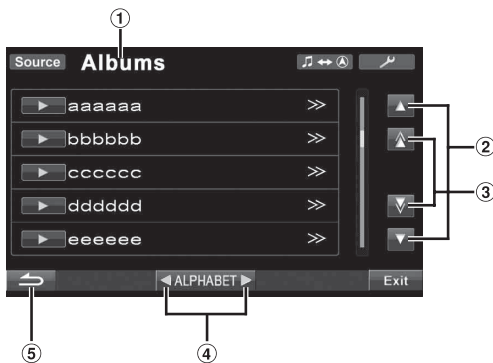 ①
Source Albums
aaaaaa
bbbbbb
cccccc
dddddd
eeeeee
②
③
ALPHABET Exit
⑤ ④